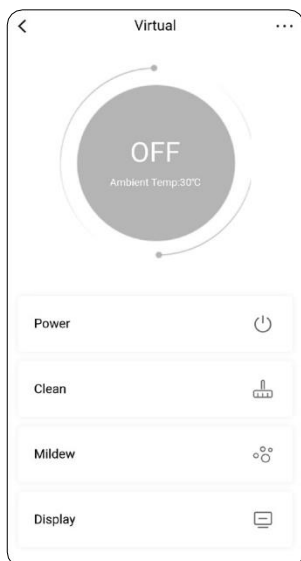 Virtual
OFF
Ambient Temp:30℃
Power
Clean
Mildew
Display